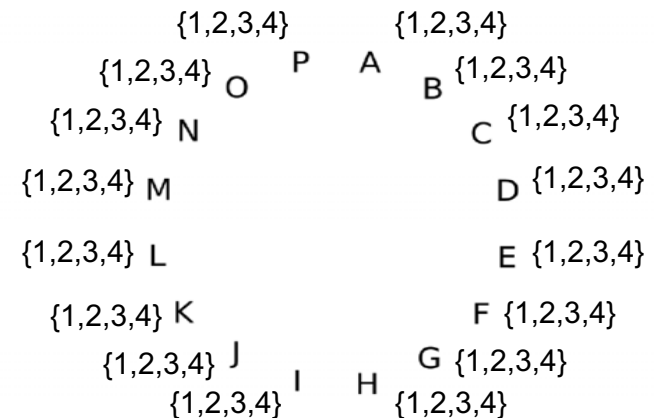 {1,2,3,4} {1,2,3,4}
P A
{1,2,3,4} O B {1,2,3,4}
{1,2,3,4} N C {1,2,3,4}
{1,2,3,4} M D {1,2,3,4}
{1,2,3,4} L E {1,2,3,4}
{1,2,3,4} K F {1,2,3,4}
{1,2,3,4} J G {1,2,3,4}
I H
{1,2,3,4} {1,2,3,4}